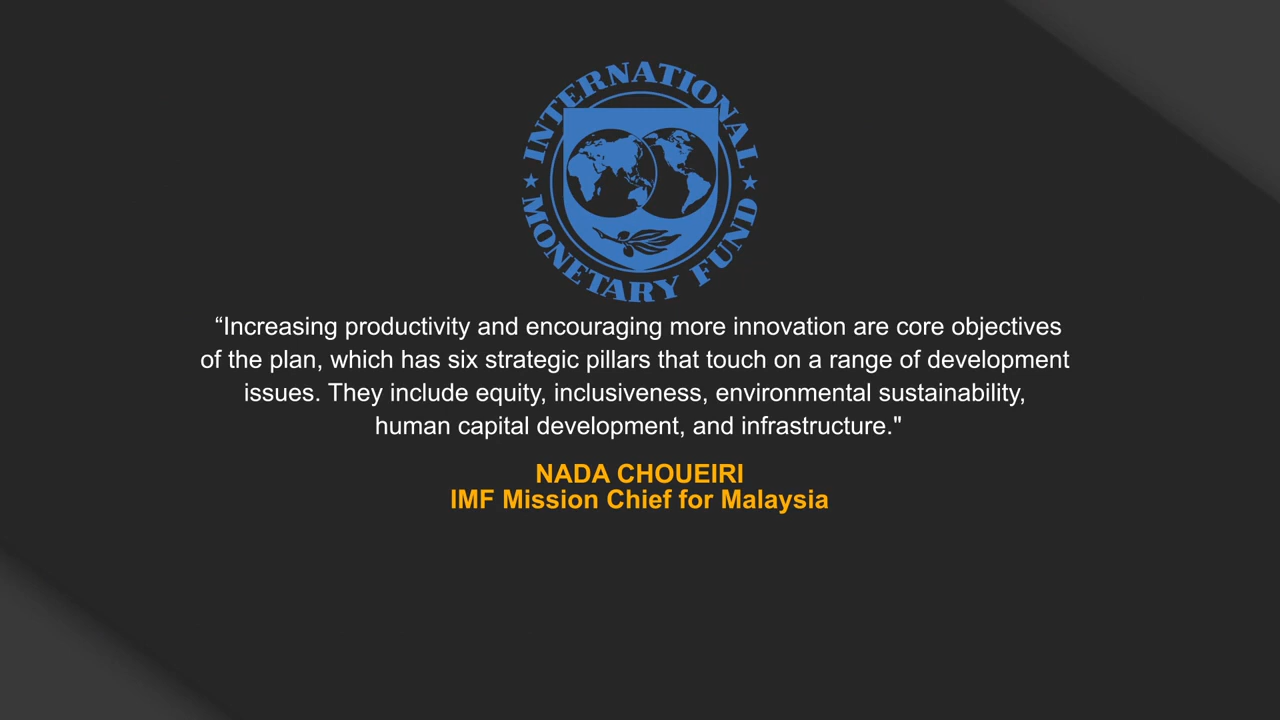 INTERNATIONAL
MONETARY FUND
“Increasing productivity and encouraging more innovation are core objectives
of the plan, which has six strategic pillars that touch on a range of development
issues. They include equity, inclusiveness, environmental sustainability,
human capital development, and infrastructure."
NADA CHOUEIRI
IMF Mission Chief for Malaysia